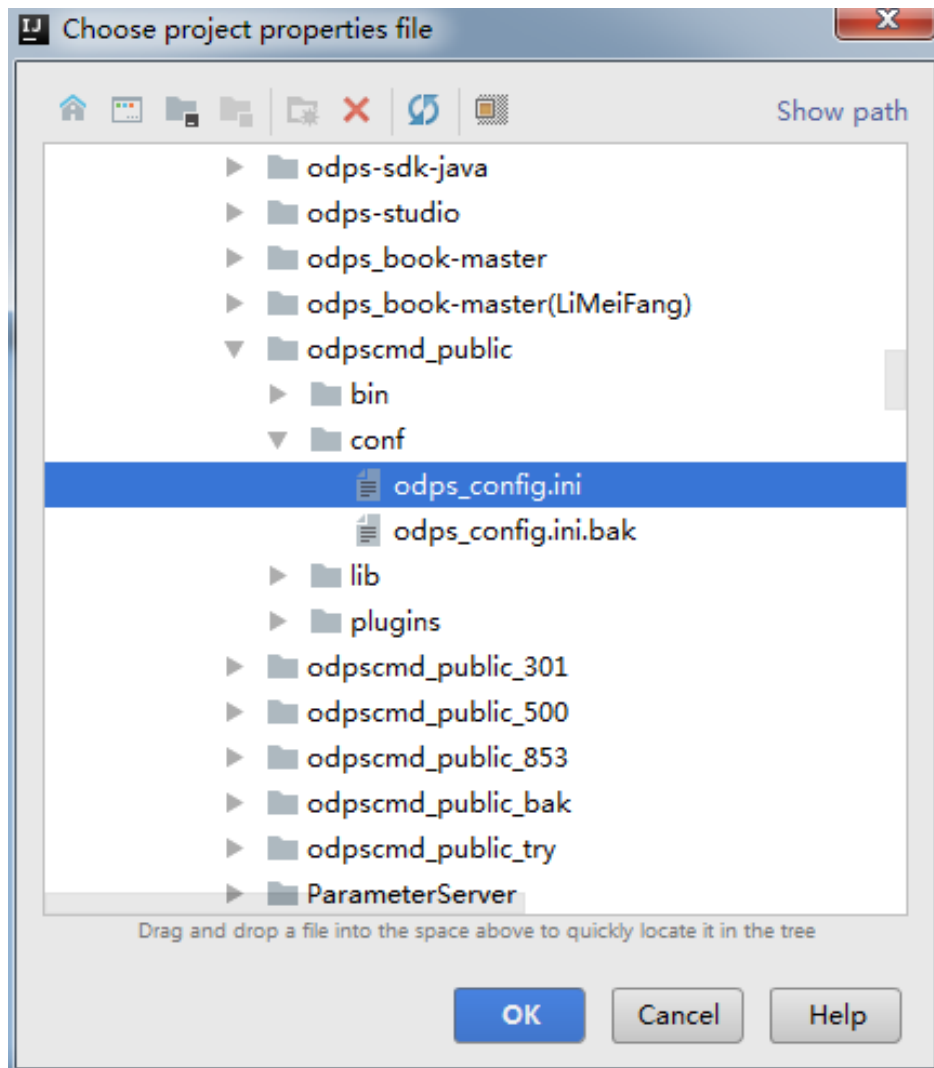 Choose project properties file
Show path
odps-sdk-java
odps-studio
odps_book-master
odps_book-master(LiMeiFang)
odpscmd_public
bin
conf
odps_config.ini
odps_config.ini.bak
lib
plugins
odpscmd_public_301
odpscmd_public_500
odpscmd_public_853
odpscmd_public_bak
odpscmd_public_try
ParameterServer
Drag and drop a file into the space above to quickly locate it in the tree
OK Cancel Help